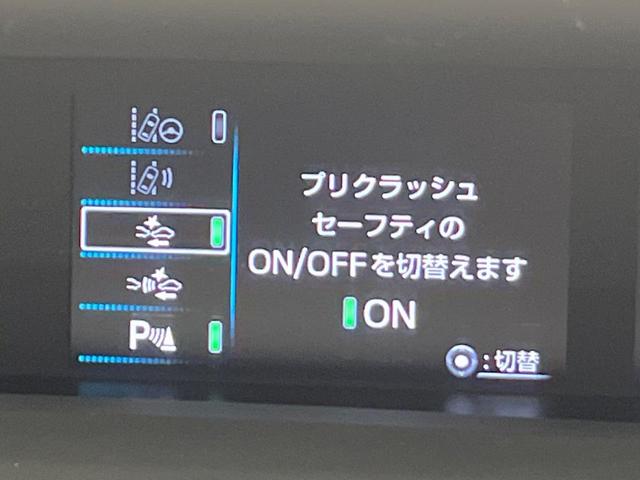 プリクラッシュ
セーフティの
ON/OFFを切替えます
ON
:切替
P